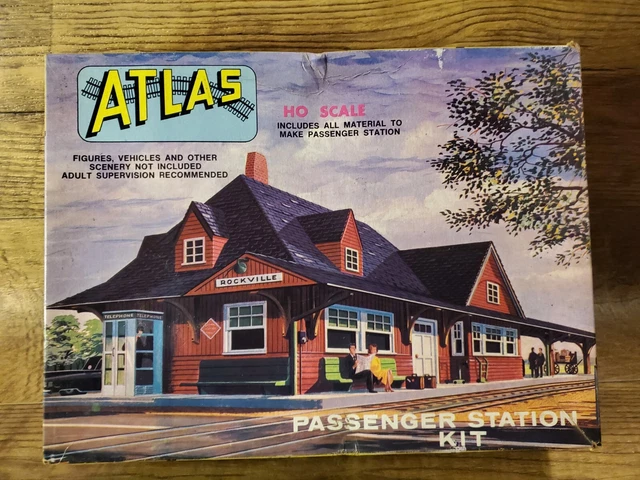 ATLAS
HO SCALE
INCLUDES ALL MATERIAL TO
MAKE PASSENGER STATION
FIGURES, VEHICLES AND OTHER
SCENERY NOT INCLUDED
ADULT SUPERVISION RECOMMENDED
ROCKVILLE
TELEPHONE TELEPHONE
PASSENGER STATION
KIT